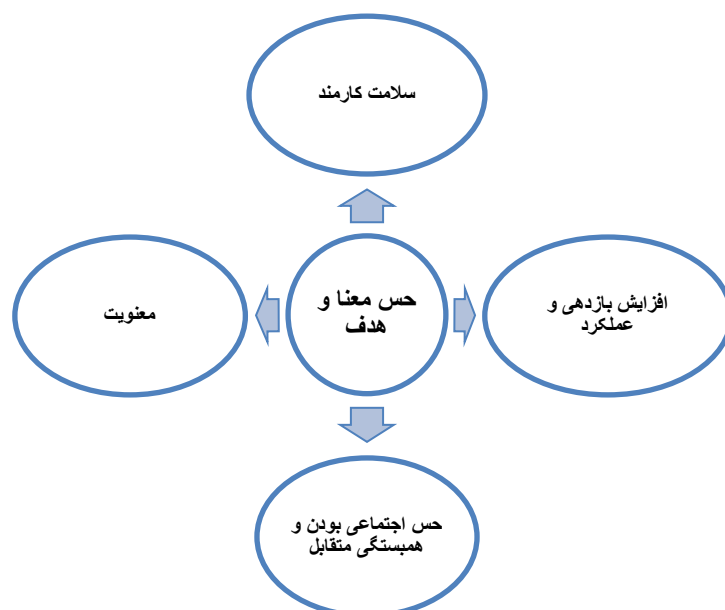 سلامت کارمند
حس معنا و
هدف
افزایش بازدهی و
عملکرد
معنویت
حس اجتماعی بودن و
همبستگی متقابل